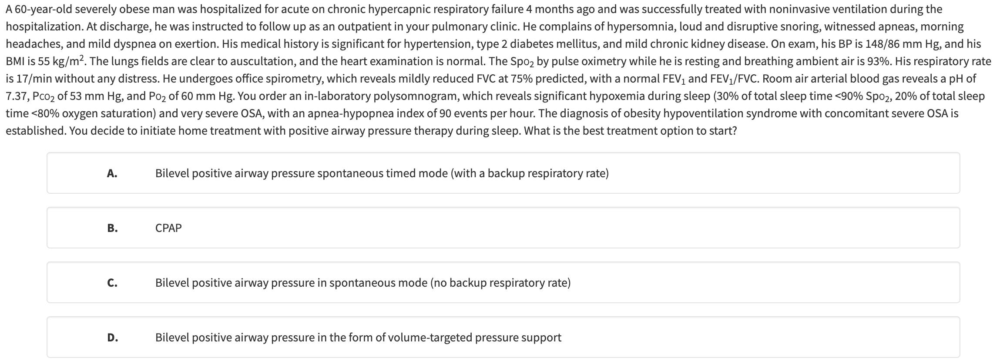 A 60-year-old severely obese man was hospitalized for acute on chronic hypercapnic respiratory failure 4 months ago and was successfully treated with noninvasive ventilation during the
hospitalization. At discharge, he was instructed to follow up as an outpatient in your pulmonary clinic. He complains of hypersomnia, loud and disruptive snoring, witnessed apneas, morning
headaches, and mild dyspnea on exertion. His medical history is significant for hypertension, type 2 diabetes mellitus, and mild chronic kidney disease. On exam, his BP is 148/86 mm Hg, and his
BMI is 55 kg/m². The lungs fields are clear to auscultation, and the heart examination is normal. The SpO₂ by pulse oximetry while he is resting and breathing ambient air is 93%. His respiratory rate
is 17/min without any distress. He undergoes office spirometry, which reveals mildly reduced FVC at 75% predicted, with a normal FEV₁ and FEV₁/FVC. Room air arterial blood gas reveals a pH of
7.37, PCO₂ of 53 mm Hg, and PO₂ of 60 mm Hg. You order an in-laboratory polysomnogram, which reveals significant hypoxemia during sleep (30% of total sleep time <90% SpO₂, 20% of total sleep
time <80% oxygen saturation) and very severe OSA, with an apnea-hypopnea index of 90 events per hour. The diagnosis of obesity hypoventilation syndrome with concomitant severe OSA is
established. You decide to initiate home treatment with positive airway pressure therapy during sleep. What is the best treatment option to start?
A. Bilevel positive airway pressure spontaneous timed mode (with a backup respiratory rate)
B. CPAP
C. Bilevel positive airway pressure in spontaneous mode (no backup respiratory rate)
D. Bilevel positive airway pressure in the form of volume-targeted pressure support